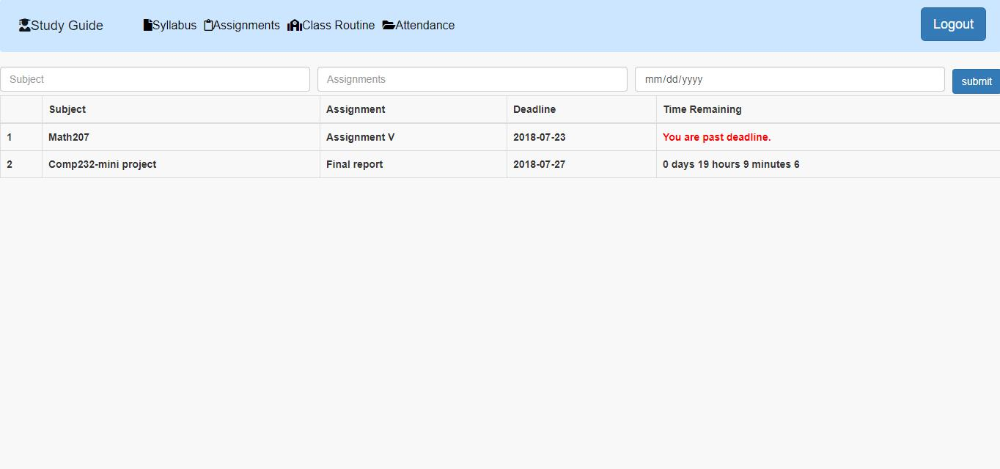 Study Guide Syllabus Assignments Class Routine Attendance Logout
Subject Assignments mm/dd/yyyy submit
Subject Assignment Deadline Time Remaining
1 Math207 Assignment V 2018-07-23 You are past deadline.
2 Comp232-mini project Final report 2018-07-27 0 days 19 hours 9 minutes 6